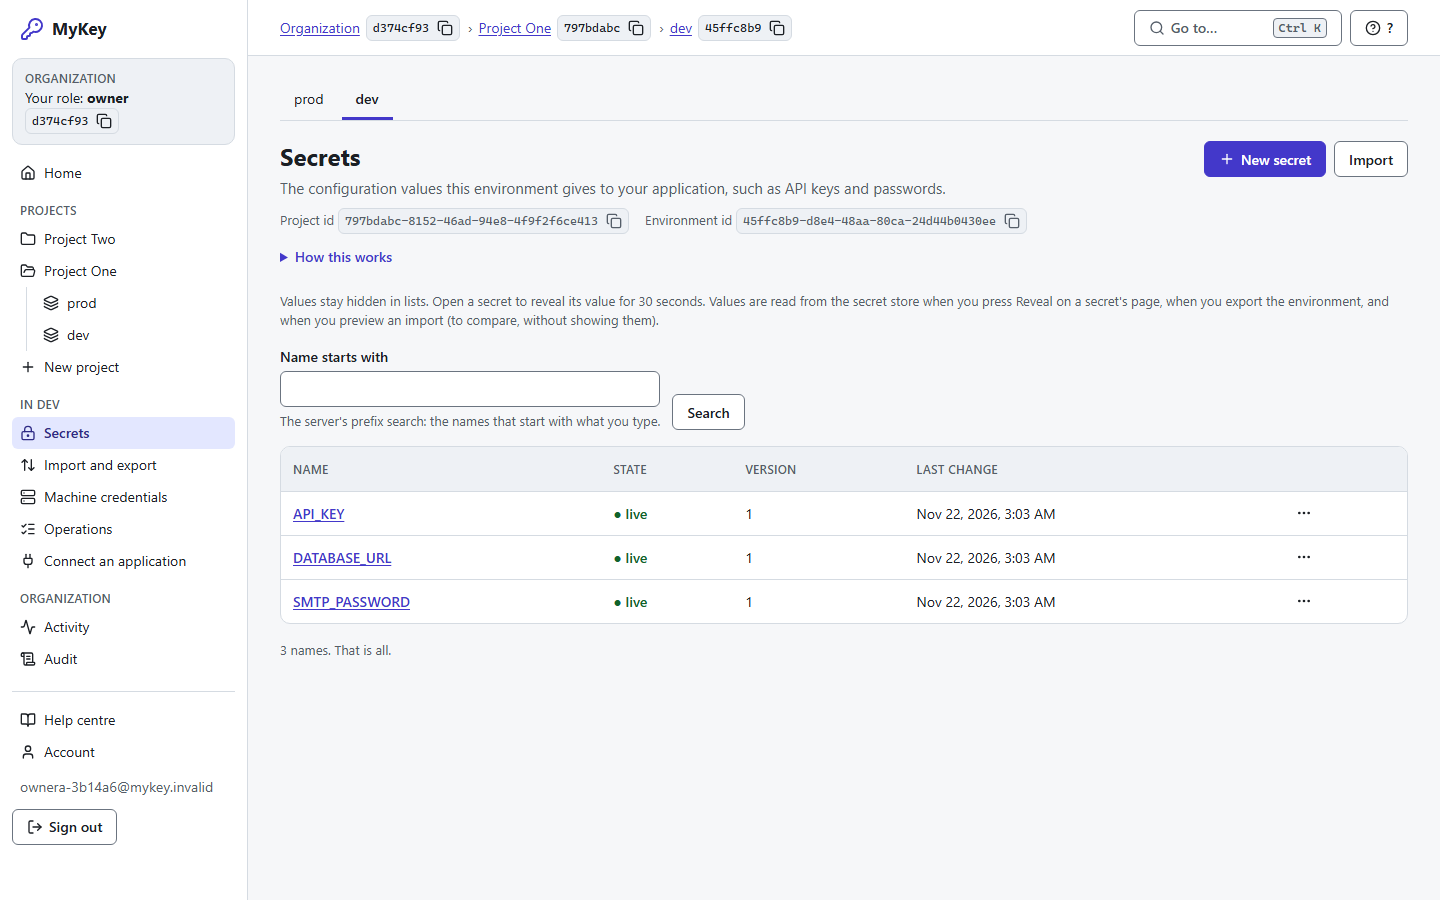 MyKey
ORGANIZATION
Your role: owner
d374cf93
Home
PROJECTS
Project Two
Project One
prod
dev
New project
IN DEV
Secrets
Import and export
Machine credentials
Operations
Connect an application
ORGANIZATION
Activity
Audit
Help centre
Account
ownera-3b14a6@mykey.invalid
Sign out
Organization d374cf93 › Project One 797bdabc › dev 45ffc8b9
Go to... Ctrl K
?
prod dev
Secrets
New secret Import
The configuration values this environment gives to your application, such as API keys and passwords.
Project id 797bdabc-8152-46ad-94e8-4f9f2f6ce413 Environment id 45ffc8b9-d8e4-48aa-80ca-24d44b0430ee
How this works
Values stay hidden in lists. Open a secret to reveal its value for 30 seconds. Values are read from the secret store when you press Reveal on a secret's page, when you export the environment, and
when you preview an import (to compare, without showing them).
Name starts with
The server's prefix search: the names that start with what you type.
Search
NAME STATE VERSION LAST CHANGE
API_KEY live 1 Nov 22, 2026, 3:03 AM
DATABASE_URL live 1 Nov 22, 2026, 3:03 AM
SMTP_PASSWORD live 1 Nov 22, 2026, 3:03 AM
3 names. That is all.